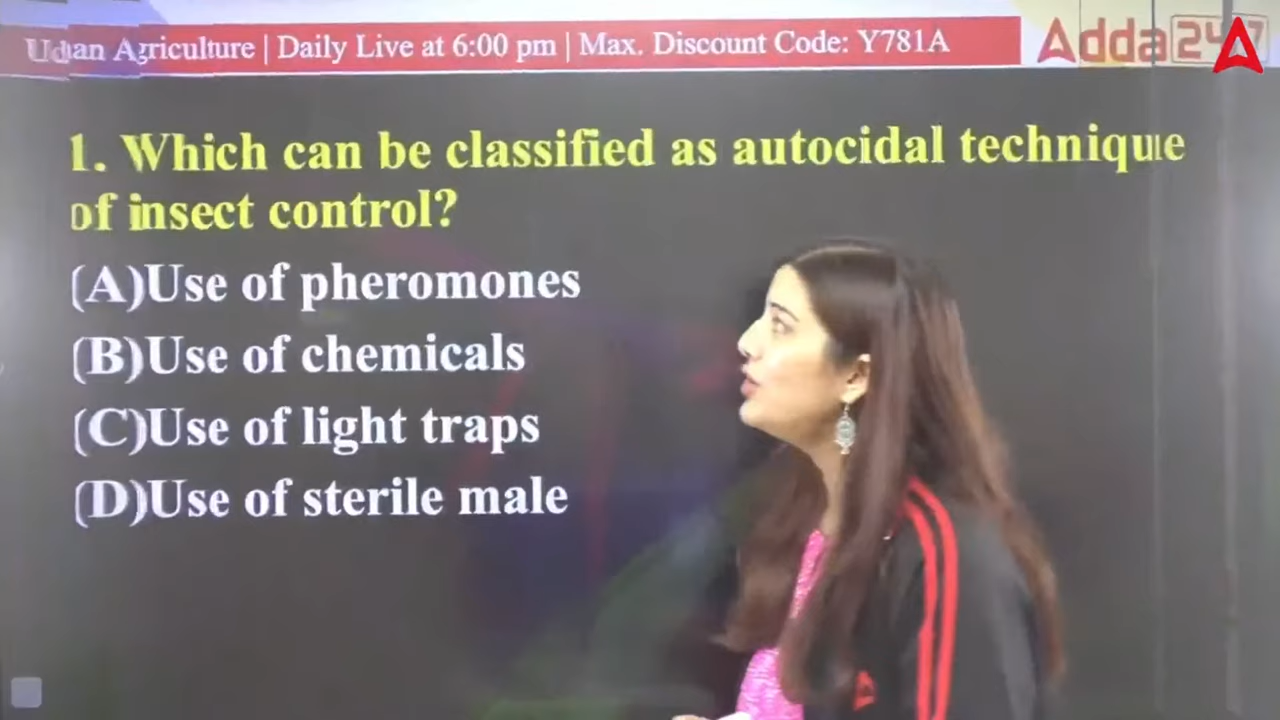 Udaan Agriculture | Daily Live at 6:00 pm | Max. Discount Code: Y781A
Adda247
1. Which can be classified as autocidal technique
of insect control?
(A)Use of pheromones
(B)Use of chemicals
(C)Use of light traps
(D)Use of sterile male